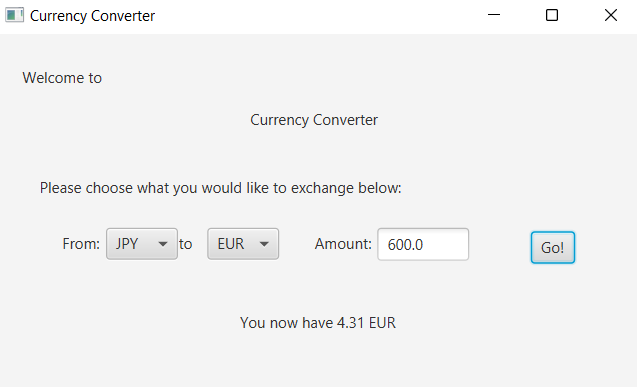 Currency Converter
Welcome to
Currency Converter
Please choose what you would like to exchange below:
From: JPY to EUR Amount: 600.0 Go!
You now have 4.31 EUR